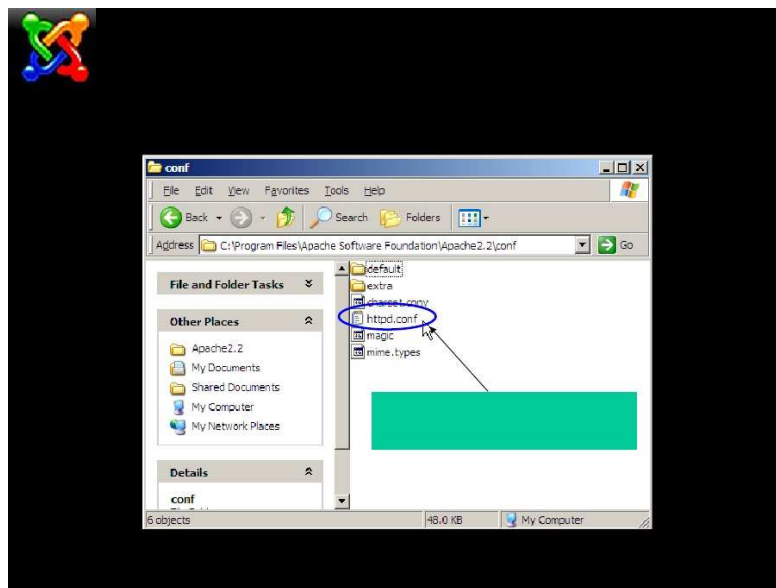 conf
File Edit View Favorites Tools Help
Back Search Folders
Address C:\Program Files\Apache Software Foundation\Apache2.2\conf Go
File and Folder Tasks
Other Places
Apache2.2
My Documents
Shared Documents
My Computer
My Network Places
Details
conf
default
extra
charset.conv
httpd.conf
magic
mime.types
6 objects 48.0 KB My Computer